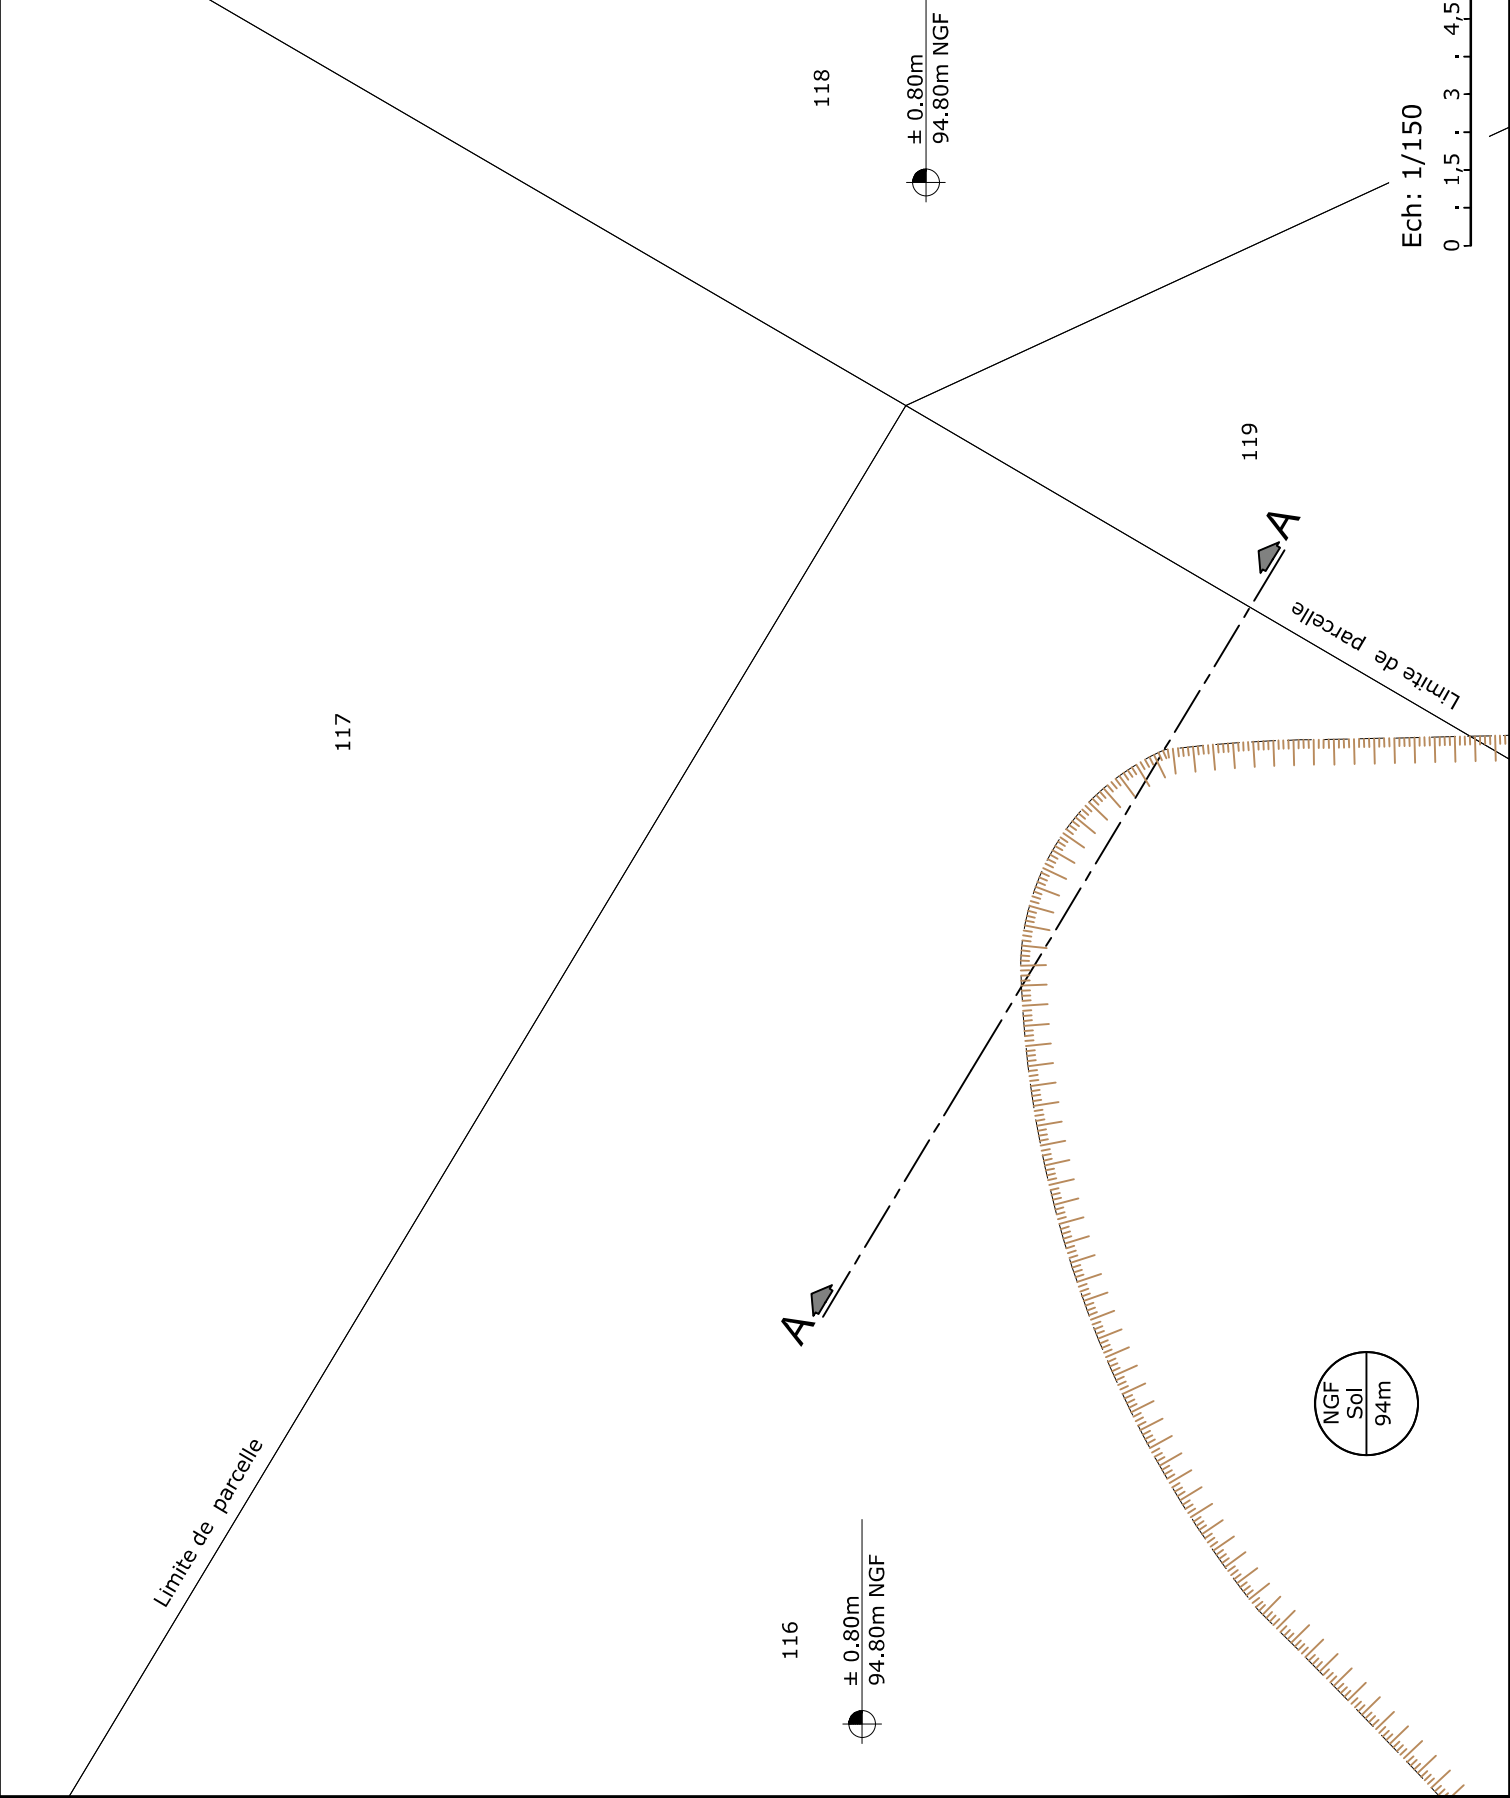 Limite de parcelle
117
116
± 0.80m
94.80m NGF
A
A
118
± 0.80m
94.80m NGF
119
Limite de parcelle
NGF
Sol
94m
Ech: 1/150
0 1,5 3 4,5